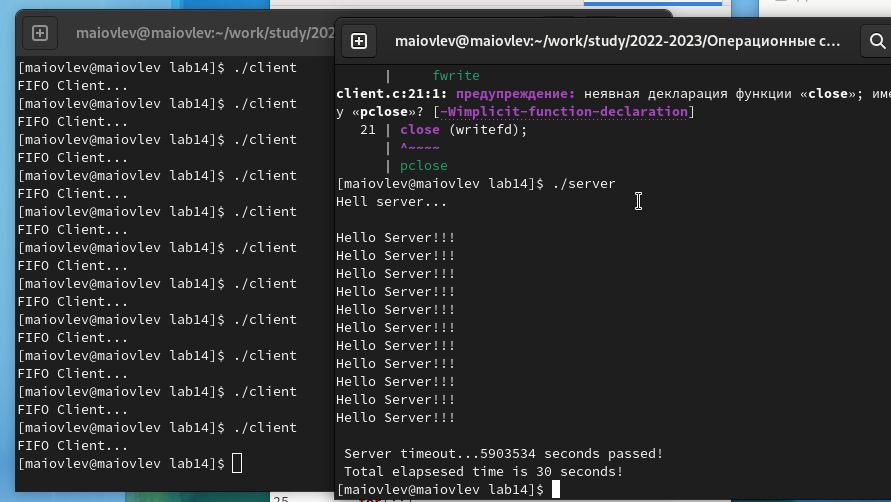 maiovlev@maiovlev:~/work/study/202
[maiovlev@maiovlev lab14]$ ./client
FIFO Client...
[maiovlev@maiovlev lab14]$ ./client
FIFO Client...
[maiovlev@maiovlev lab14]$ ./client
FIFO Client...
[maiovlev@maiovlev lab14]$ ./client
FIFO Client...
[maiovlev@maiovlev lab14]$ ./client
FIFO Client...
[maiovlev@maiovlev lab14]$ ./client
FIFO Client...
[maiovlev@maiovlev lab14]$ ./client
FIFO Client...
[maiovlev@maiovlev lab14]$ ./client
FIFO Client...
[maiovlev@maiovlev lab14]$ ./client
FIFO Client...
[maiovlev@maiovlev lab14]$ ./client
FIFO Client...
[maiovlev@maiovlev lab14]$ ./client
FIFO Client...
[maiovlev@maiovlev lab14]$
maiovlev@maiovlev:~/work/study/2022-2023/Операционные с...
| fwrite
client.c:21:1: предупреждение: неявная декларация функции «close»; име
у «pclose»? [-Wimplicit-function-declaration]
21 | close (writefd);
| ^~~~~
| pclose
[maiovlev@maiovlev lab14]$ ./server
Hell server...
Hello Server!!!
Hello Server!!!
Hello Server!!!
Hello Server!!!
Hello Server!!!
Hello Server!!!
Hello Server!!!
Hello Server!!!
Hello Server!!!
Hello Server!!!
Hello Server!!!
Server timeout...5903534 seconds passed!
Total elapsesed time is 30 seconds!
[maiovlev@maiovlev lab14]$
25